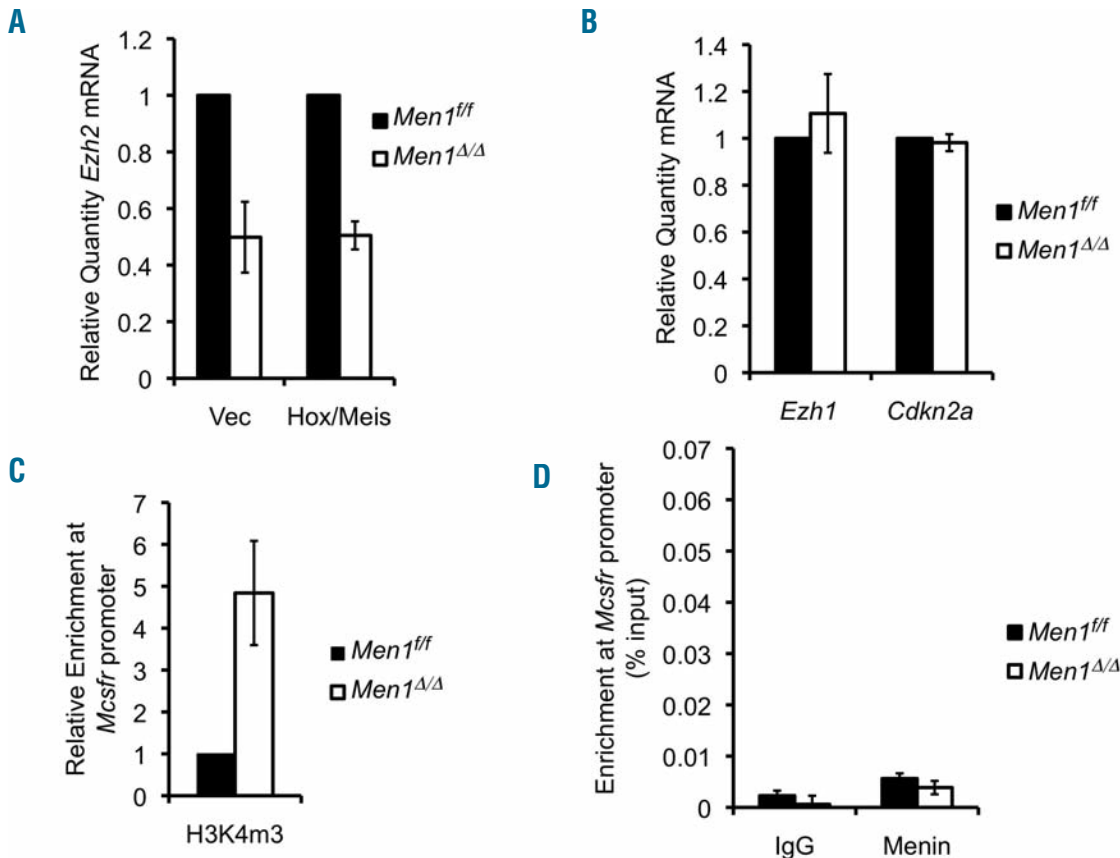 A
Relative Quantity Ezh2 mRNA
1.2
1
0.8
0.6
0.4
0.2
0
Vec
Hox/Meis
Men1f/f
Men1Δ/Δ
B
Relative Quantity mRNA
1.4
1.2
1
0.8
0.6
0.4
0.2
0
Ezh1
Cdkn2a
Men1f/f
Men1Δ/Δ
C
Relative Enrichment at
Mcsfr promoter
7
6
5
4
3
2
1
0
H3K4m3
Men1f/f
Men1Δ/Δ
D
Enrichment at Mcsfr promoter
(% input)
0.07
0.06
0.05
0.04
0.03
0.02
0.01
0
IgG
Menin
Men1f/f
Men1Δ/Δ